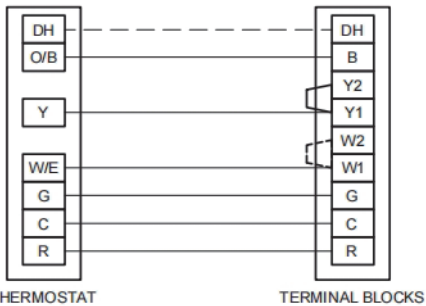 DH
O/B
Y
W/E
G
C
R
HERMOSTAT
DH
B
Y2
Y1
W2
W1
G
C
R
TERMINAL BLOCKS